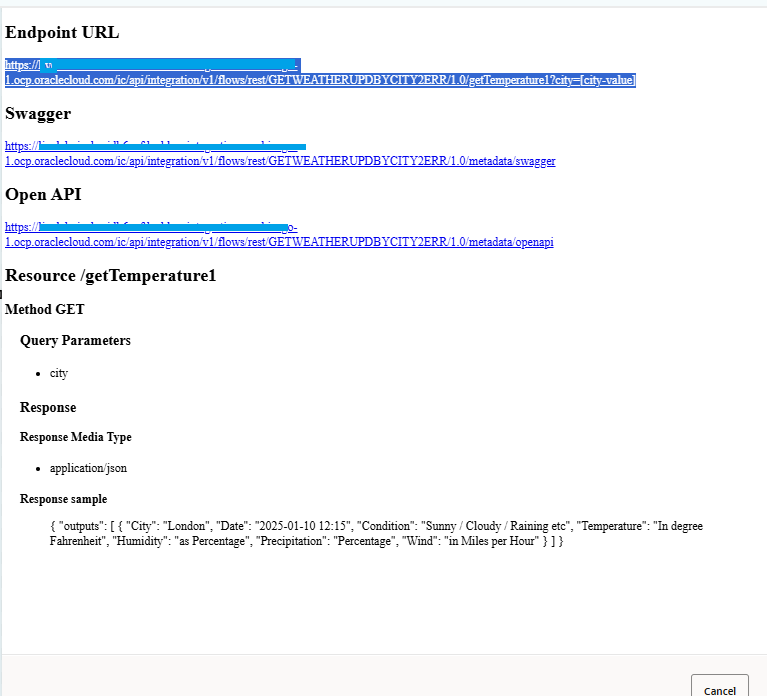 Endpoint URL
https://
1.ocp.oraclecloud.com/ic/api/integration/v1/flows/rest/GETWEATHERUPDBYCITY2ERR/1.0/getTemperature1?city=[city-value]
Swagger
https://
1.ocp.oraclecloud.com/ic/api/integration/v1/flows/rest/GETWEATHERUPDBYCITY2ERR/1.0/metadata/swagger
Open API
https://
1.ocp.oraclecloud.com/ic/api/integration/v1/flows/rest/GETWEATHERUPDBYCITY2ERR/1.0/metadata/openapi
Resource /getTemperature1
Method GET
Query Parameters
• city
Response
Response Media Type
• application/json
Response sample
{ "outputs": [ { "City": "London", "Date": "2025-01-10 12:15", "Condition": "Sunny / Cloudy / Raining etc", "Temperature": "In degree
Fahrenheit", "Humidity": "as Percentage", "Precipitation": "Percentage", "Wind": "in Miles per Hour" } ] }
Cancel